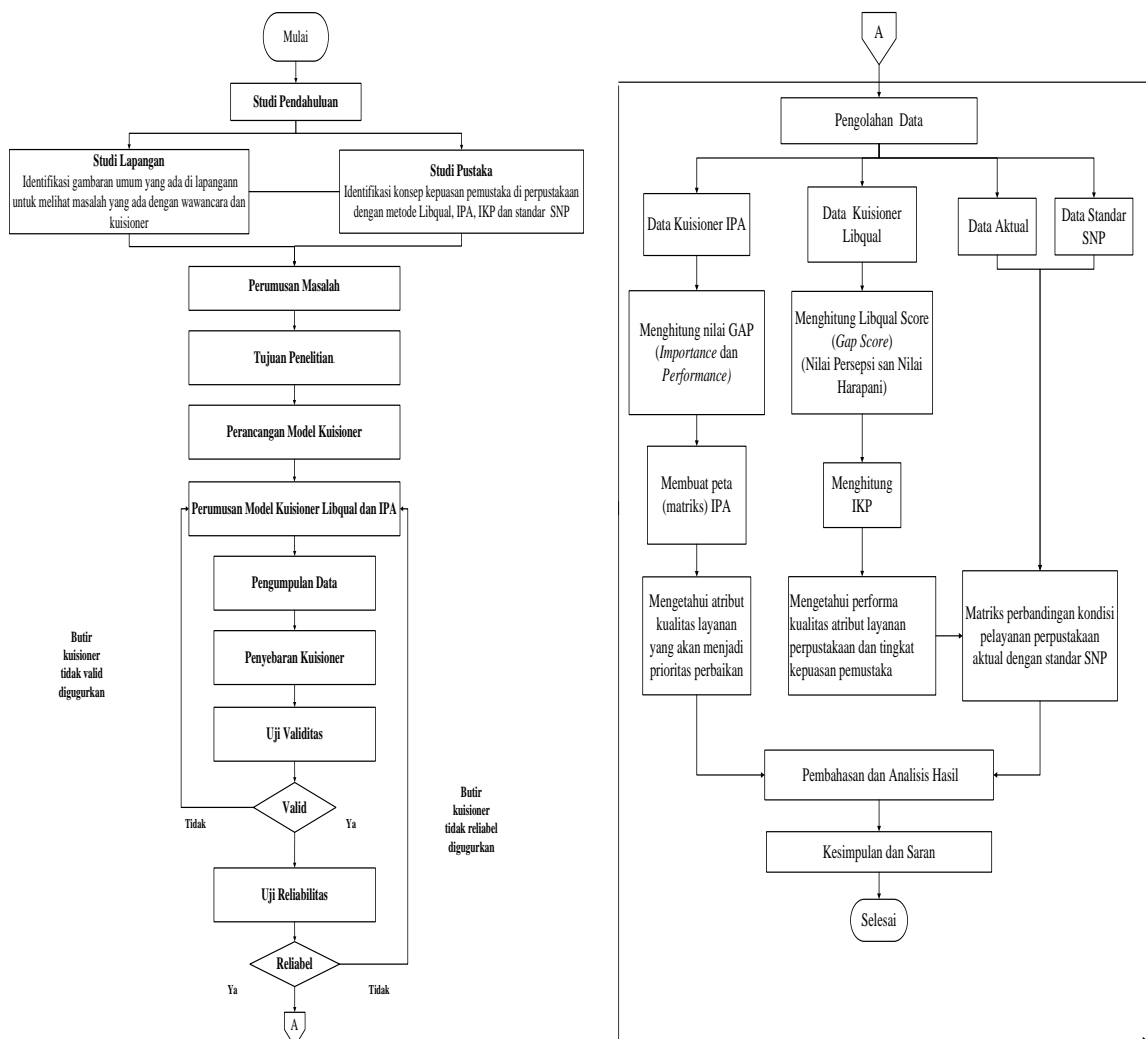 Mulai
Studi Pendahuluan
Studi Lapangan
Identifikasi gambaran umum yang ada di lapangann
untuk melihat masalah yang ada dengan wawancara dan
kuisioner
Studi Pustaka
Identifikasi konsep kepuasan pemustaka di perpustakaan
dengan metode Libqual, IPA, IKP dan standar SNP
Perumusan Masalah
Tujuan Penelitian.
Perancangan Model Kuisioner
Perumusan Model Kuisioner Libqual dan IPA
Pengumpulan Data
Penyebaran Kuisioner
Uji Validitas
Valid
Tidak
Ya
Butir
kuisioner
tidak valid
digugurkan
Butir
kuisioner
tidak reliabel
digugurkan
Uji Reliabilitas
Reliabel
Ya
Tidak
A
A
Pengolahan Data
Data Kuisioner IPA
Data Kuisioner
Libqual
Data Aktual
Data Standar
SNP
Menghitung nilai GAP
(Importance dan
Performance)
Menghitung Libqual Score
(Gap Score)
(Nilai Persepsi san Nilai
Harapani)
Membuat peta
(matriks) IPA
Menghitung
IKP
Mengetahui atribut
kualitas layanan
yang akan menjadi
prioritas perbaikan
Mengetahui performa
kualitas atribut layanan
perpustakaan dan tingkat
kepuasan pemustaka
Matriks perbandingan kondisi
pelayanan perpustakaan
aktual dengan standar SNP
Pembahasan dan Analisis Hasil
Kesimpulan dan Saran
Selesai